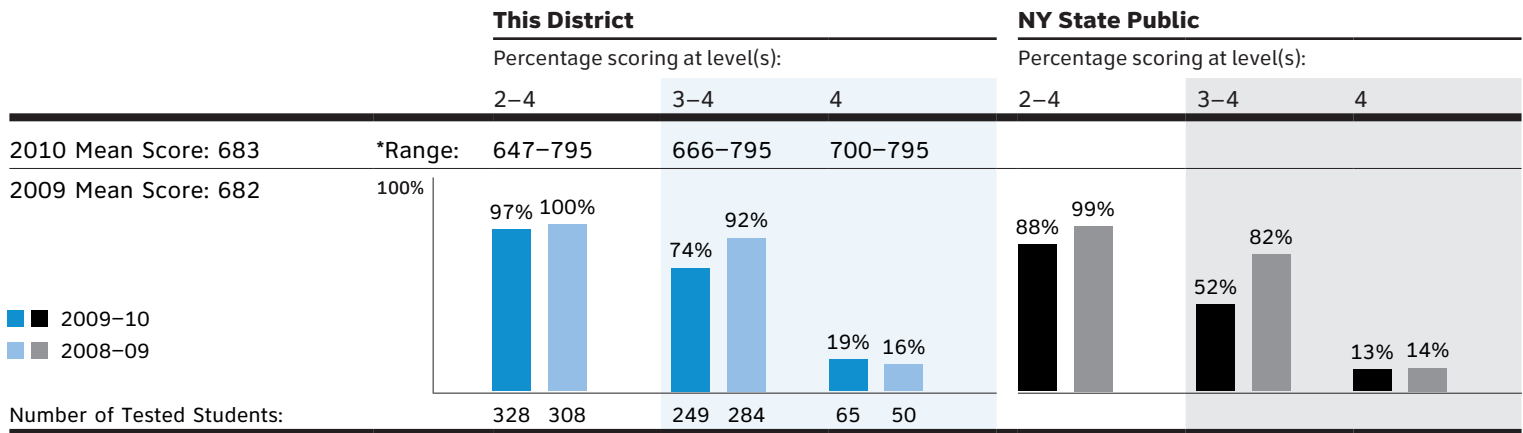 This District NY State Public
Percentage scoring at level(s): Percentage scoring at level(s):
2–4 3–4 4 2–4 3–4 4
2010 Mean Score: 683 *Range: 647–795 666–795 700–795
2009 Mean Score: 682 100%
97% 100% 92% 88% 99%
74% 82%
52%
19% 16% 13% 14%
2009–10
2008–09
Number of Tested Students: 328 308 249 284 65 50